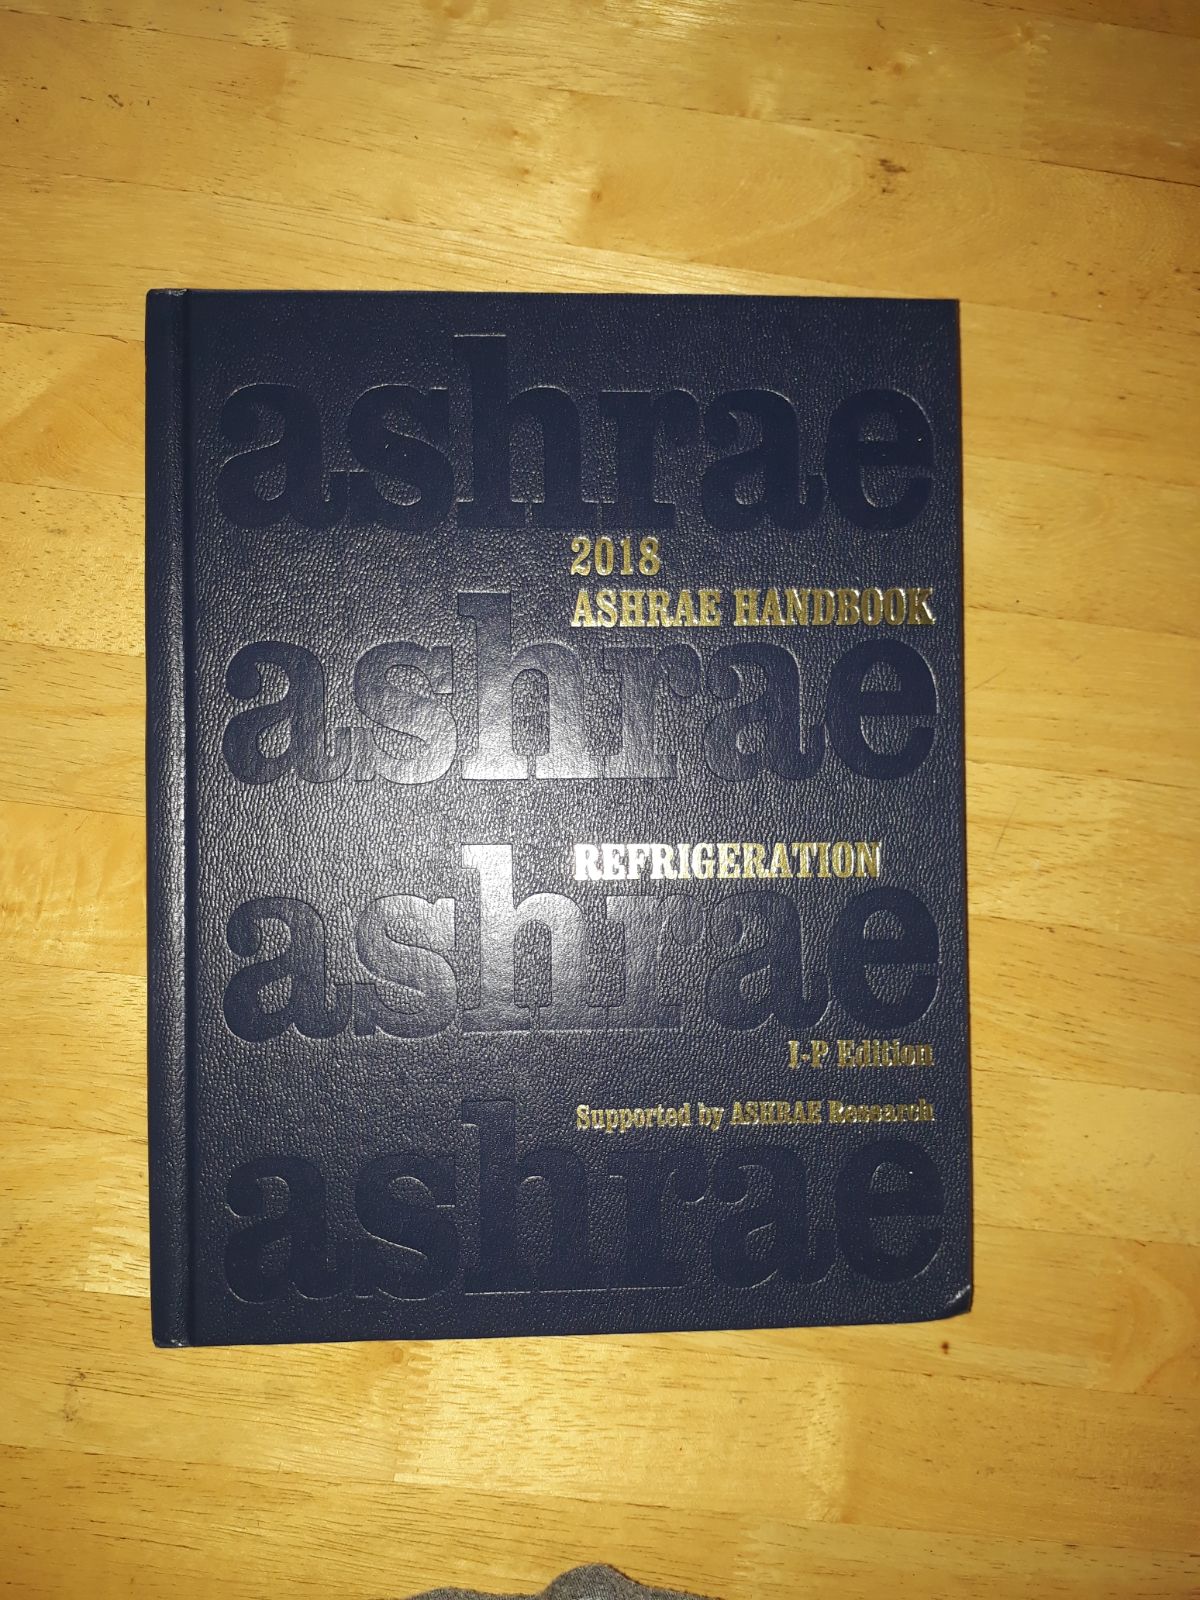 ashrae
2018
ASHRAE HANDBOOK
ashrae
REFRIGERATION
ashrae
I-P Edition
Supported by ASHRAE Research
ashrae